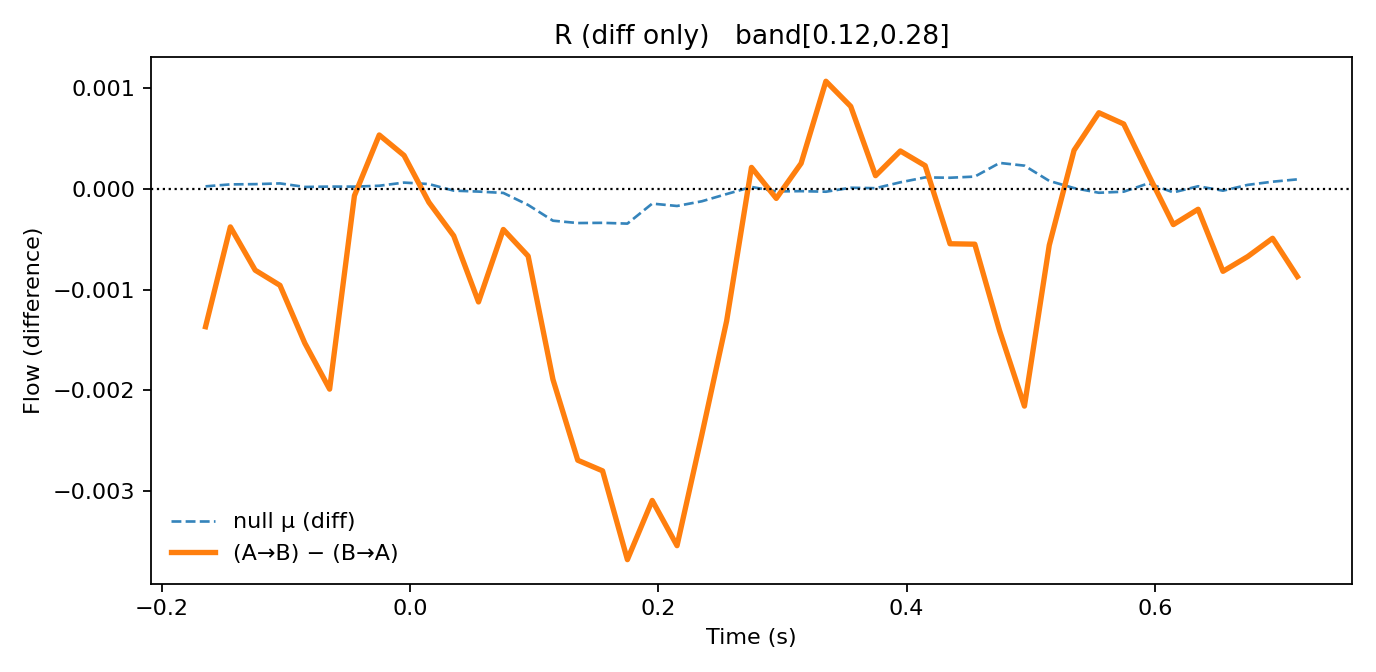 R (diff only)   band[0.12,0.28]
Flow (difference)
0.001
0.000
−0.001
−0.002
−0.003
null μ (diff)
(A→B) − (B→A)
−0.2
0.0
0.2
0.4
0.6
Time (s)